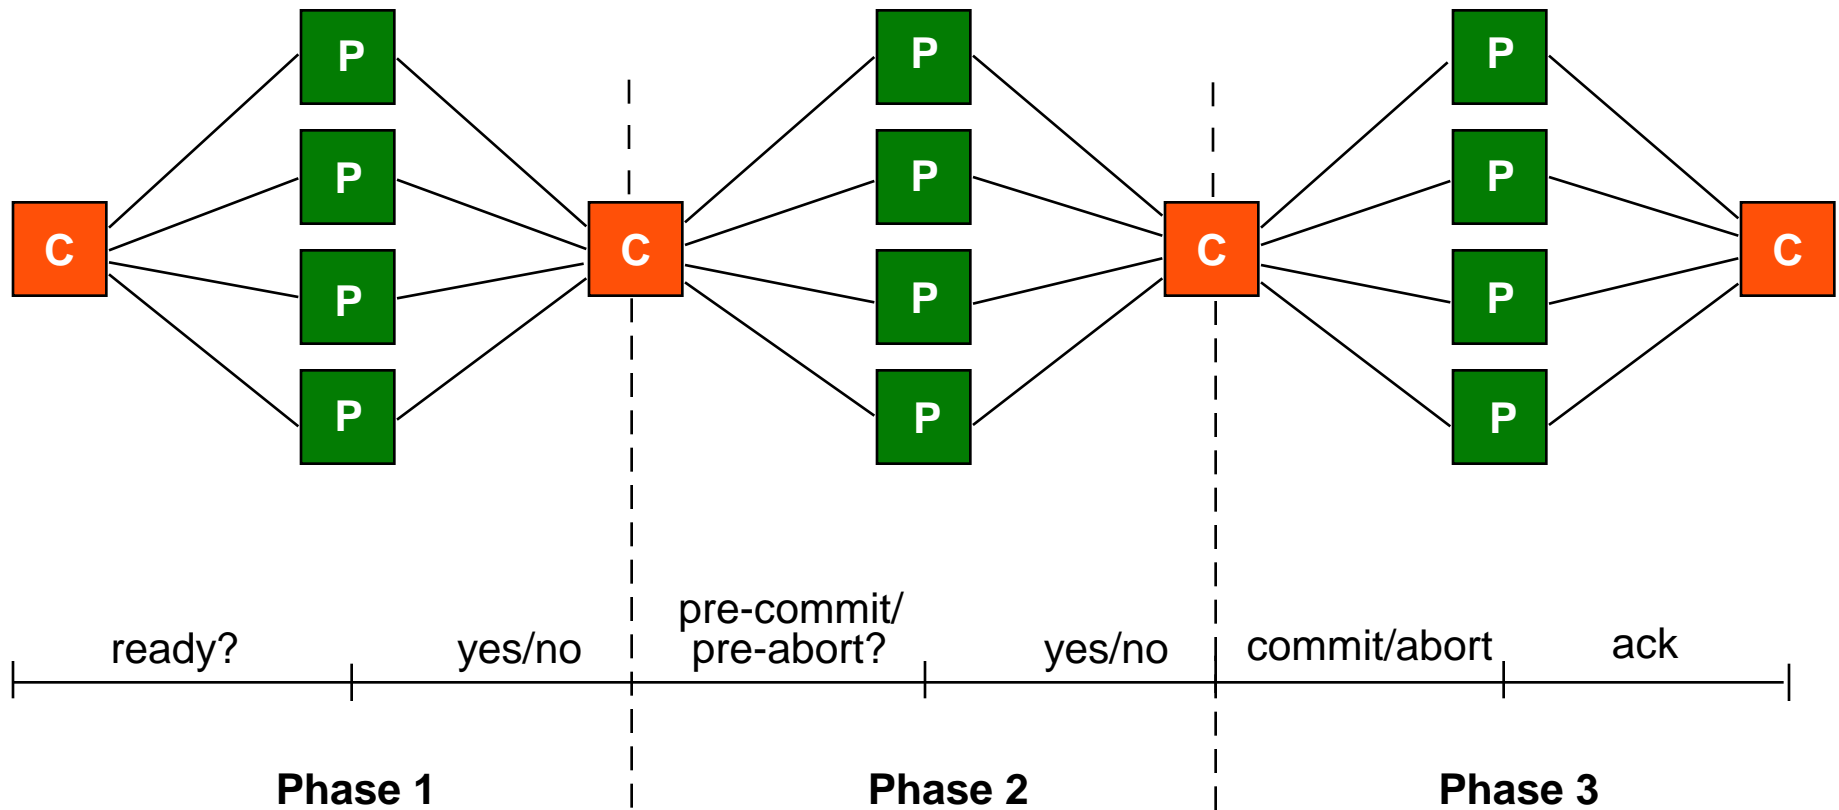 P
P
P
C
P
P
P
C
C
C
P
P
P
P
P
P
pre-commit/
ready?
yes/no
pre-abort?
yes/no
commit/abort
ack
Phase 1
Phase 2
Phase 3